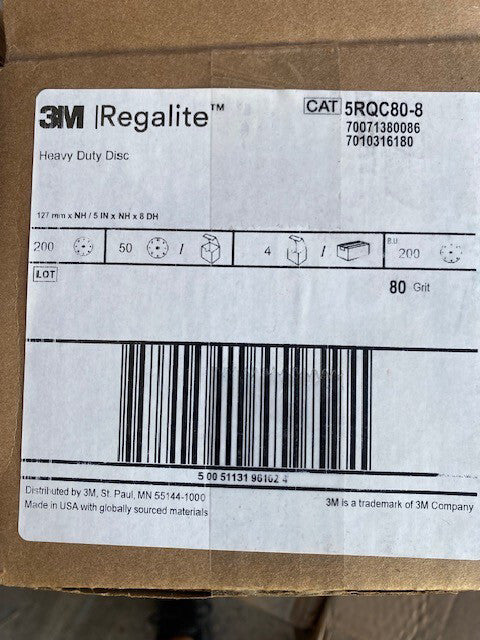 3M | Regalite™
CAT 5RQC80-8
70071380086
7010316180
Heavy Duty Disc
127 mm x NH / 5 IN x NH x 8 DH
200 50 / 4 / B.U. 200
LOT
80 Grit
5 00 51131 96162 4
Distributed by 3M, St. Paul, MN 55144-1000
Made in USA with globally sourced materials
3M is a trademark of 3M Company